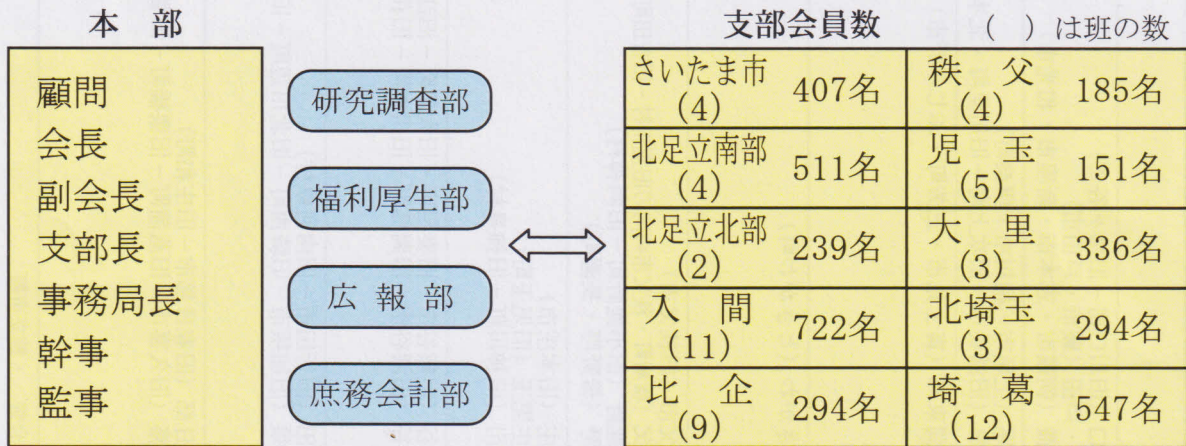 本　部
顧問
会長
副会長
支部長
事務局長
幹事
監事
研究調査部
福利厚生部
広 報 部
庶務会計部
支部会員数　（　）は班の数
さいたま市
(4)
407名
秩　父
(4)
185名
北足立南部
(4)
511名
児　玉
(5)
151名
北足立北部
(2)
239名
大　里
(3)
336名
入　間
(11)
722名
北埼玉
(3)
294名
比　企
(9)
294名
埼　葛
(12)
547名